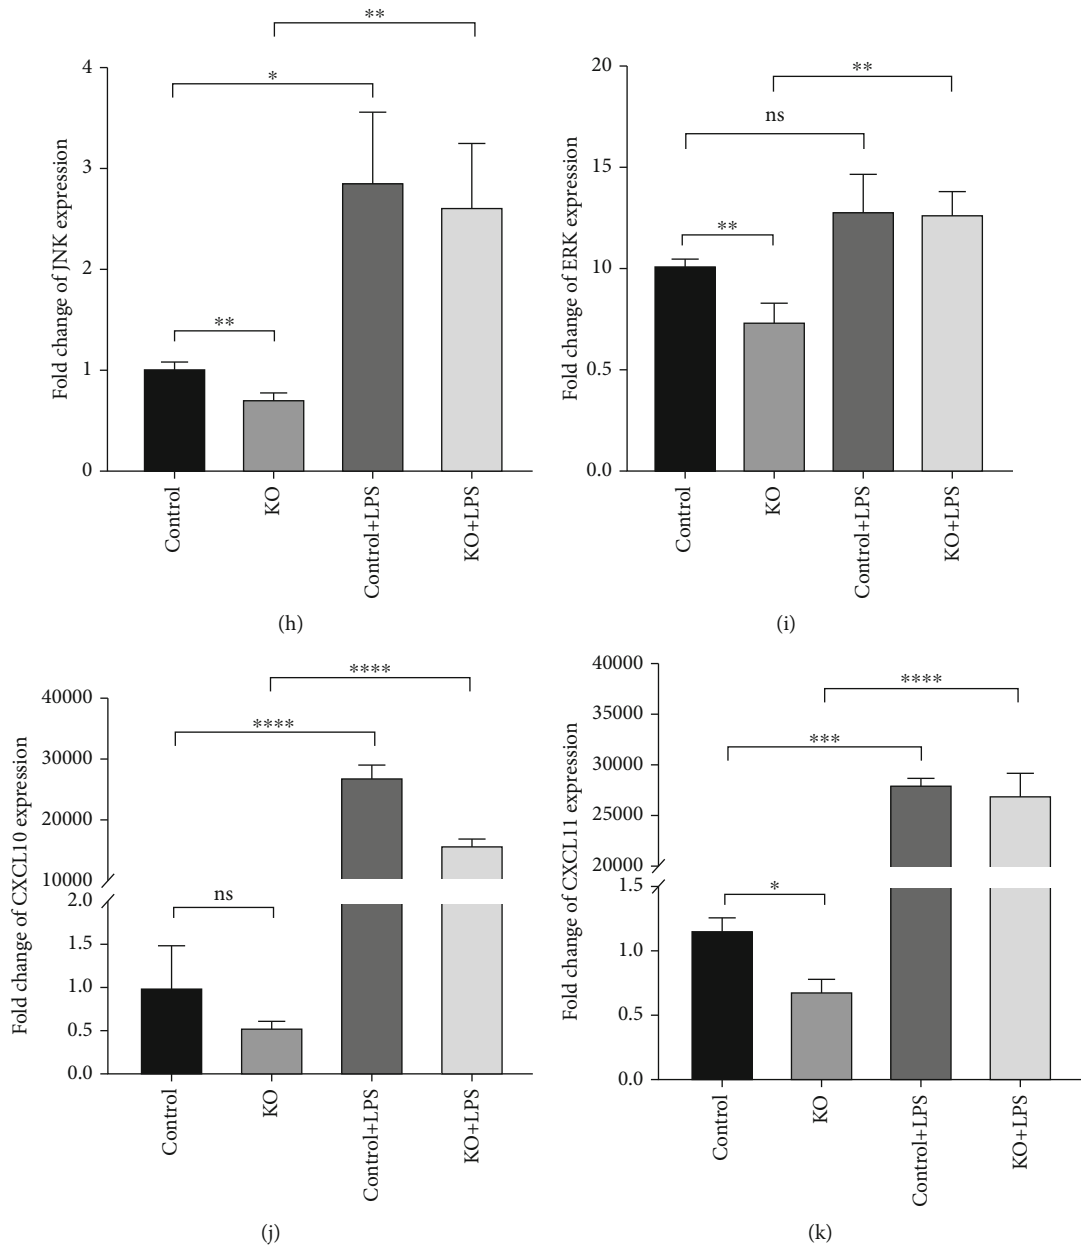 **
*
**
4
3
2
1
0
Fold change of JNK expression
Control
KO
Control+LPS
KO+LPS
(h)
**
ns
**
20
15
10
0.5
0.0
Fold change of ERK expression
Control
KO
Control+LPS
KO+LPS
(i)
****
****
ns
40000
30000
20000
10000
2.0
1.5
1.0
0.5
0.0
Fold change of CXCL10 expression
Control
KO
Control+LPS
KO+LPS
(j)
****
***
*
40000
35000
30000
25000
20000
1.5
1.0
0.5
0.0
Fold change of CXCL11 expression
Control
KO
Control+LPS
KO+LPS
(k)